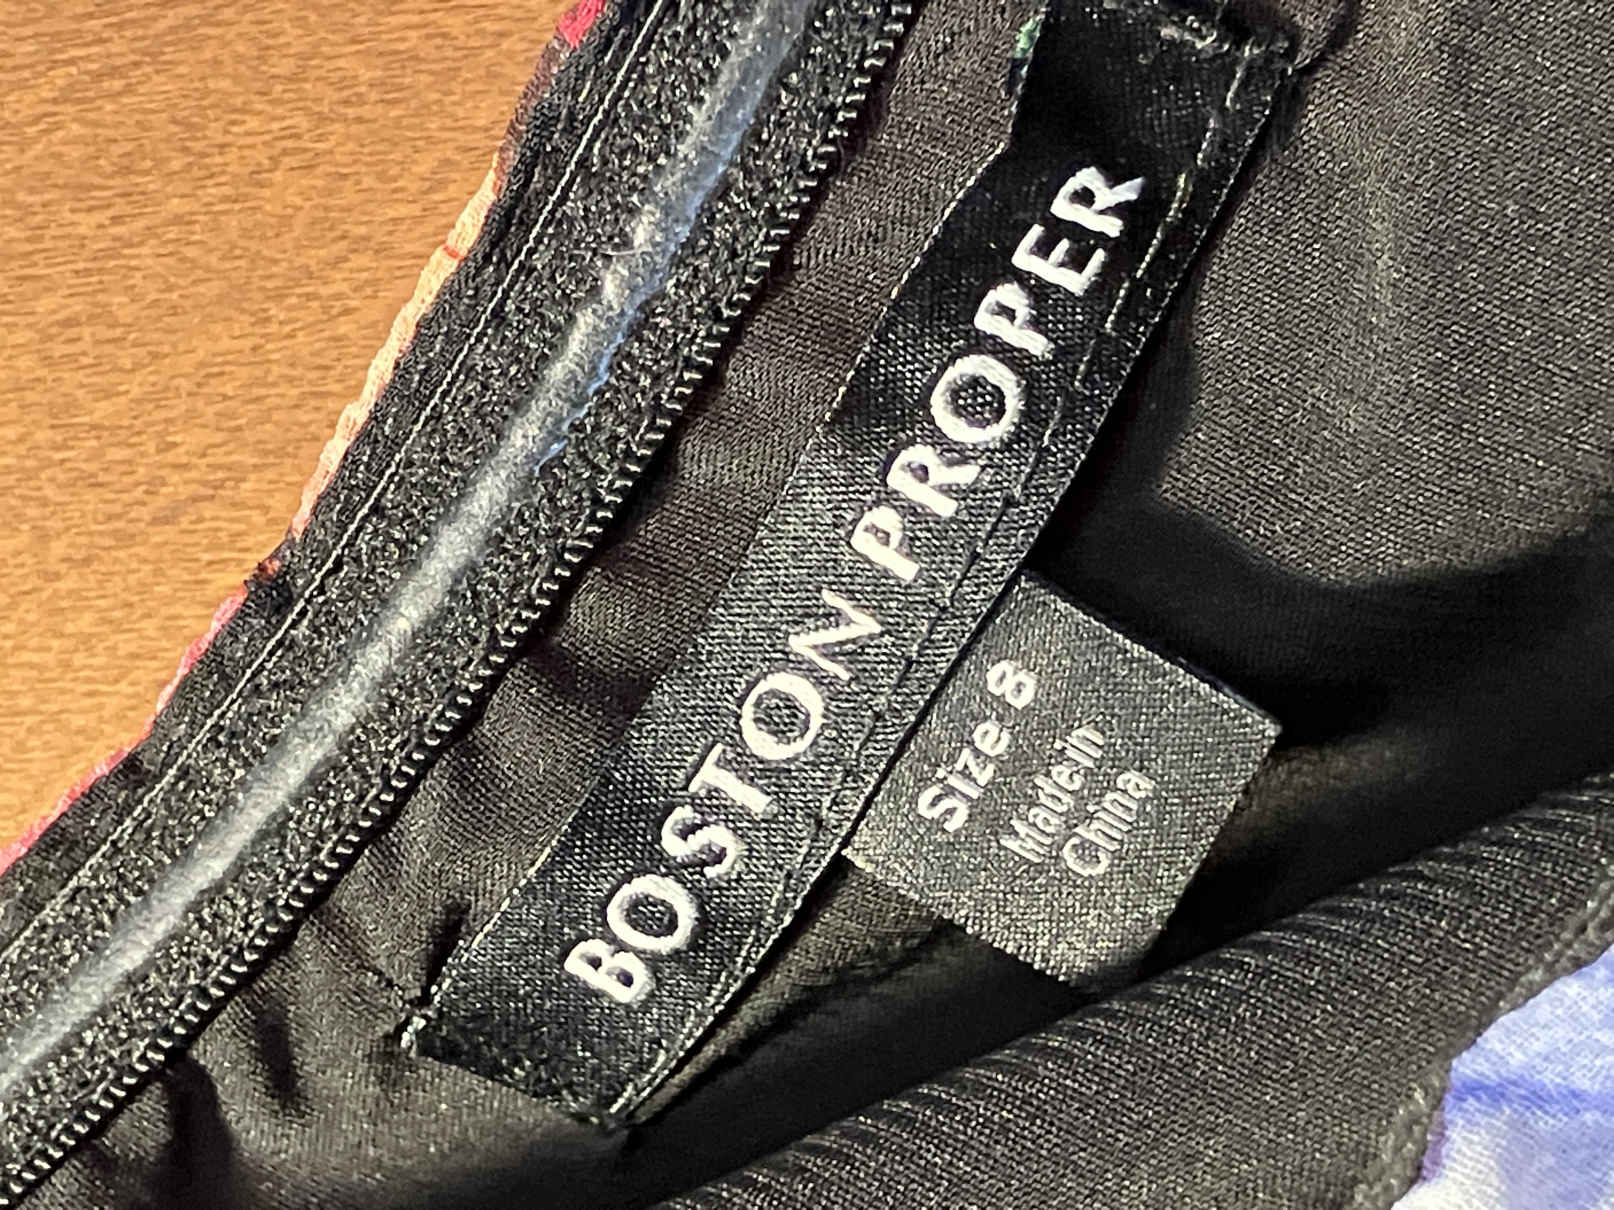 BOSTON PROPER
Size 8
Made in
China